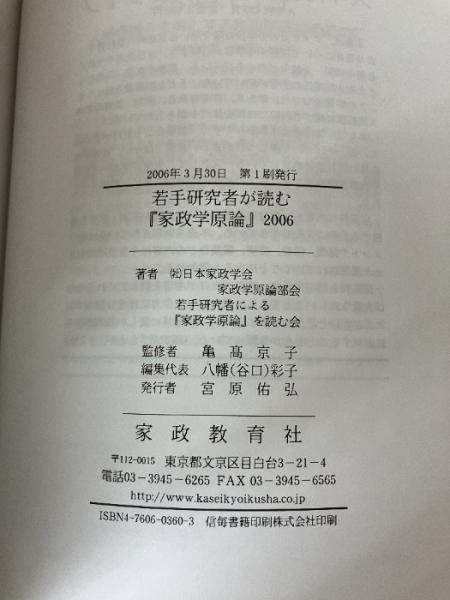 2006年3月30日 第1刷発行
若手研究者が読む
『家政学原論』2006
著者 ㈳日本家政学会
家政学原論部会
若手研究者による
『家政学原論』を読む会
監修者 亀髙京子
編集代表 八幡(谷口)彩子
発行者 宮原佑弘
家政教育社
〒112-0015 東京都文京区目白台3-21-4
電話03-3945-6265 FAX 03-3945-6565
http://www.kaseikyoikusha.co.jp
ISBN4-7606-0360-3 信毎書籍印刷株式会社印刷